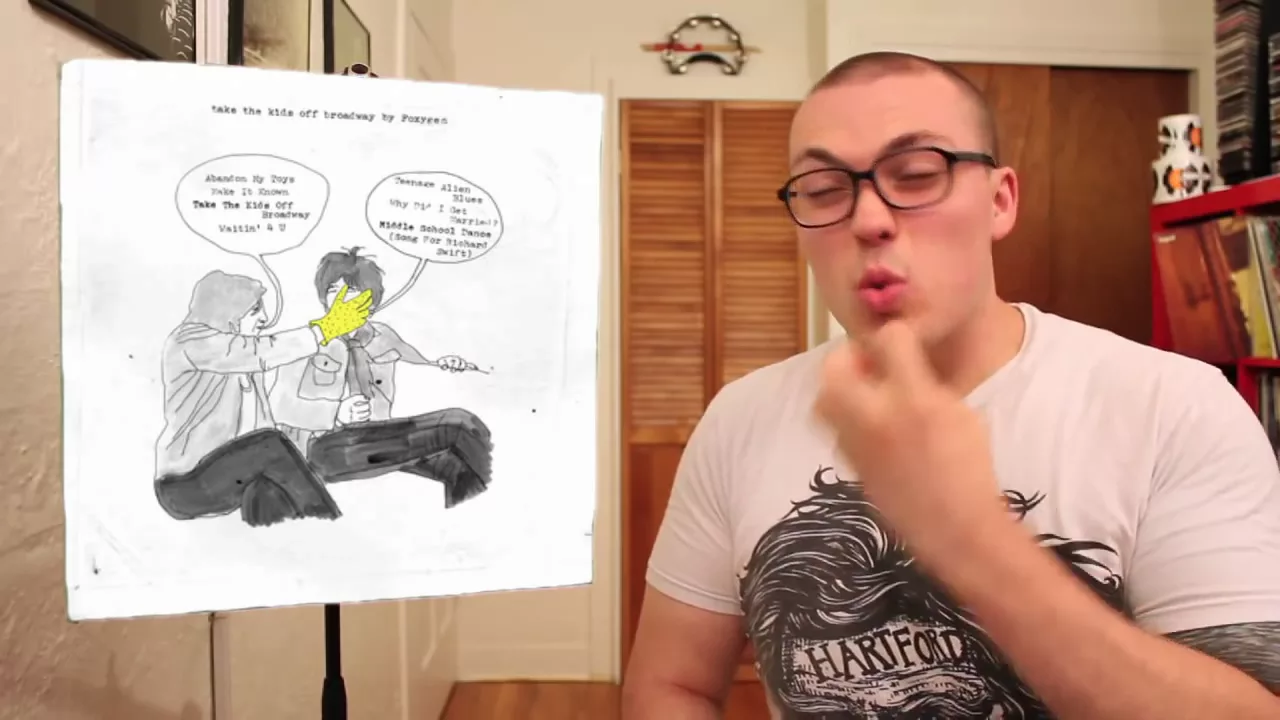 take the kids off broadway by Foxygen
Abandon My Toys
Make It Known
Take The Kids Off
Broadway
Waitin' 4 U
Teenage Alien
Blues
Why Did I Get
Married?
Middle School Dance
(Song For Richard
Swift)
HARTFORD